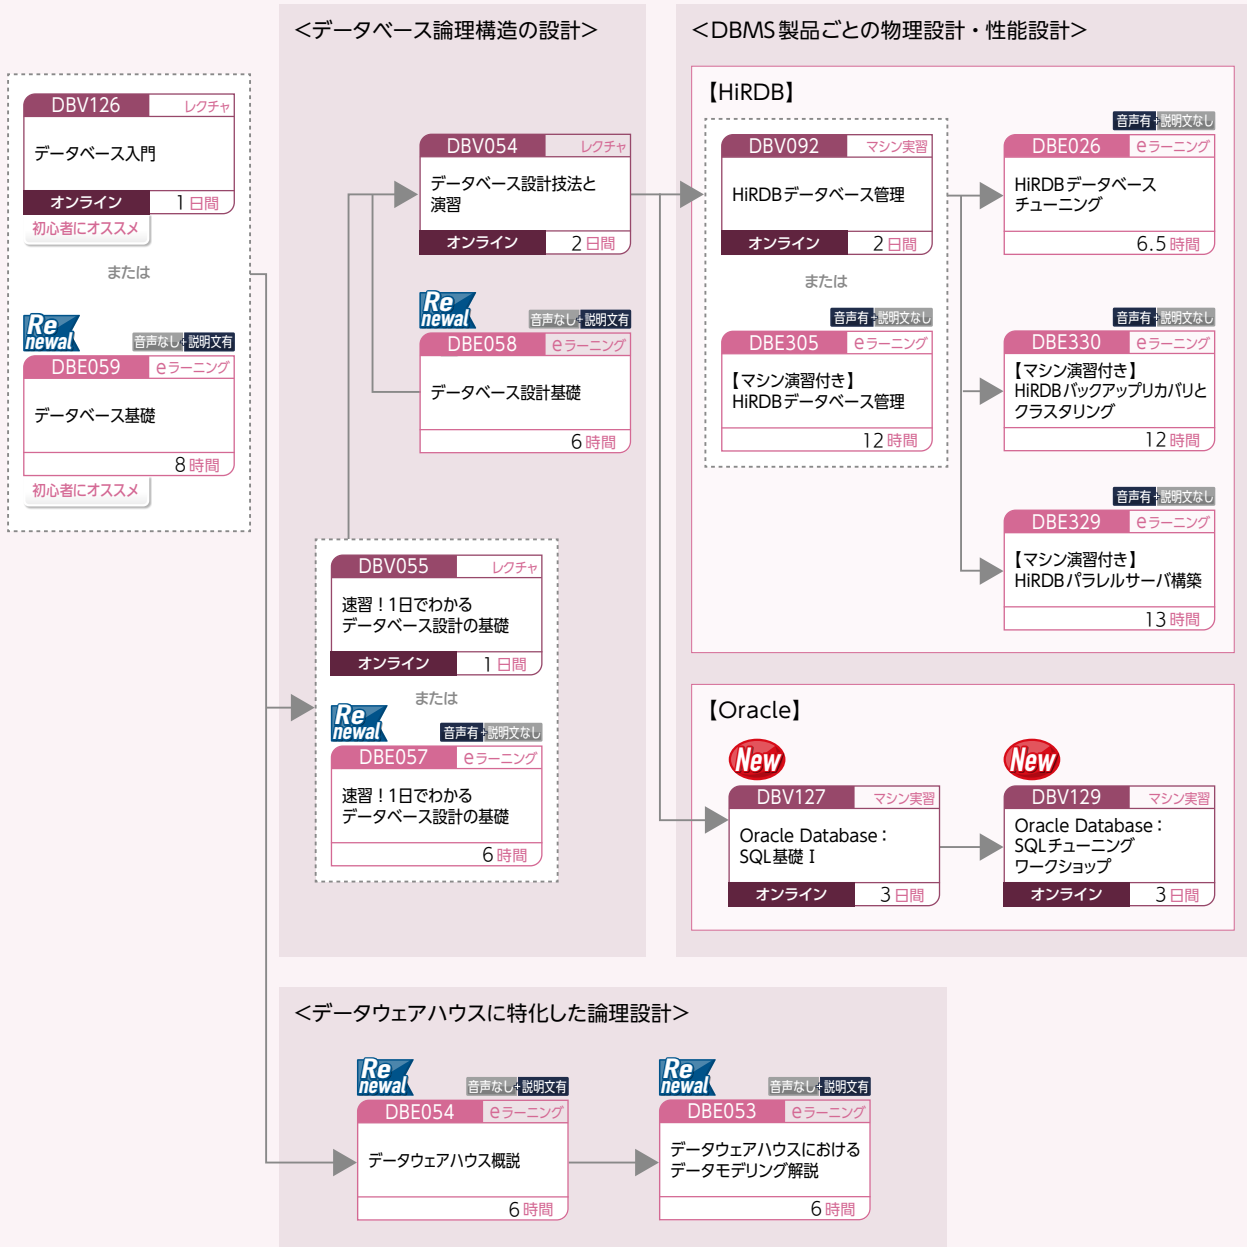 DBV126 レクチャ
データベース入門
オンライン 1日間
初心者にオススメ
または
Re
newal
音声なし+説明文有
DBE059 eラーニング
データベース基礎
8時間
初心者にオススメ
＜データベース論理構造の設計＞
DBV054 レクチャ
データベース設計技法と
演習
オンライン 2日間
Re
newal
音声なし+説明文有
DBE058 eラーニング
データベース設計基礎
6時間
DBV055 レクチャ
速習！1日でわかる
データベース設計の基礎
オンライン 1日間
または
Re
newal
音声有+説明文なし
DBE057 eラーニング
速習！1日でわかる
データベース設計の基礎
6時間
＜DBMS製品ごとの物理設計・性能設計＞
【HiRDB】
DBV092 マシン実習
HiRDBデータベース管理
オンライン 2日間
または
音声有+説明文なし
DBE305 eラーニング
【マシン演習付き】
HiRDBデータベース管理
12時間
音声有+説明文なし
DBE026 eラーニング
HiRDBデータベース
チューニング
6.5時間
音声有+説明文なし
DBE330 eラーニング
【マシン演習付き】
HiRDBバックアップリカバリと
クラスタリング
12時間
音声有+説明文なし
DBE329 eラーニング
【マシン演習付き】
HiRDBパラレルサーバ構築
13時間
【Oracle】
New
DBV127 マシン実習
Oracle Database：
SQL基礎 I
オンライン 3日間
New
DBV129 マシン実習
Oracle Database：
SQLチューニング
ワークショップ
オンライン 3日間
＜データウェアハウスに特化した論理設計＞
Re
newal
音声なし+説明文有
DBE054 eラーニング
データウェアハウス概説
6時間
Re
newal
音声なし+説明文有
DBE053 eラーニング
データウェアハウスにおける
データモデリング解説
6時間